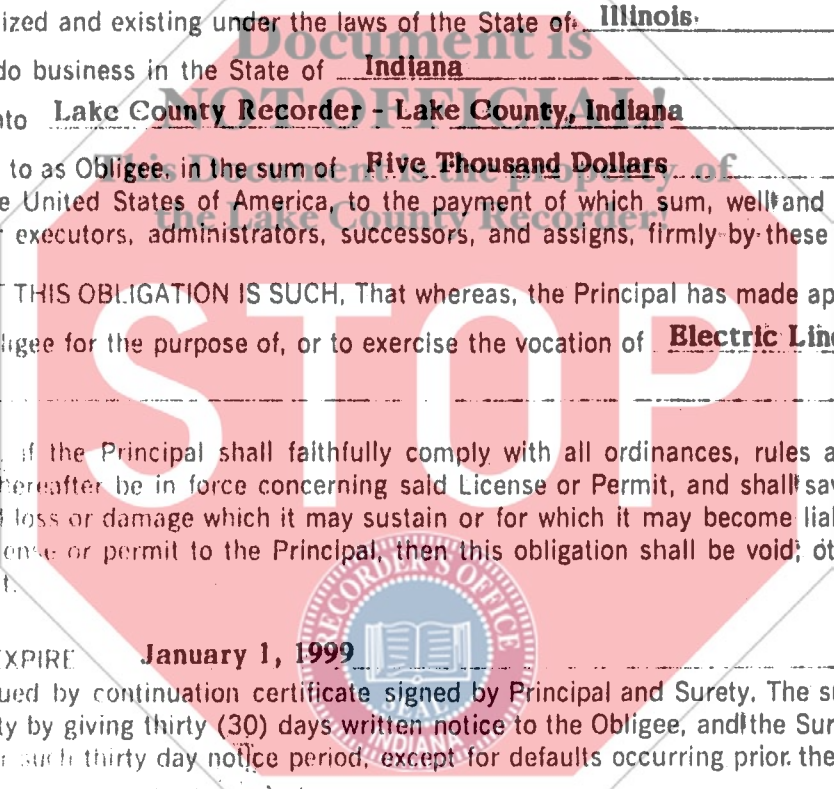 ized and existing under the laws of the State of Illinois
Document is
do business in the State of Indiana
NOT OFFICIAL!
Lake County Recorder - Lake County, Indiana
This Document is the property of
to as Obligee, in the sum of Five Thousand Dollars
the Lake County Recorder!
e United States of America, to the payment of which sum, well and
executors, administrators, successors, and assigns, firmly by these
THIS OBLIGATION IS SUCH, That whereas, the Principal has made ap
ligee for the purpose of, or to exercise the vocation of Electric Line
STOP
if the Principal shall faithfully comply with all ordinances, rules a
hereafter be in force concerning said License or Permit, and shall sav
loss or damage which it may sustain or for which it may become lial
ense or permit to the Principal, then this obligation shall be void; ot
t.
RECORDER'S OFFICE
SEAL
INDIANA
EXPIRE January 1, 1999
ued by continuation certificate signed by Principal and Surety. The su
ty by giving thirty (30) days written notice to the Obligee, and the Sur
r such thirty day notice period, except for defaults occurring prior the